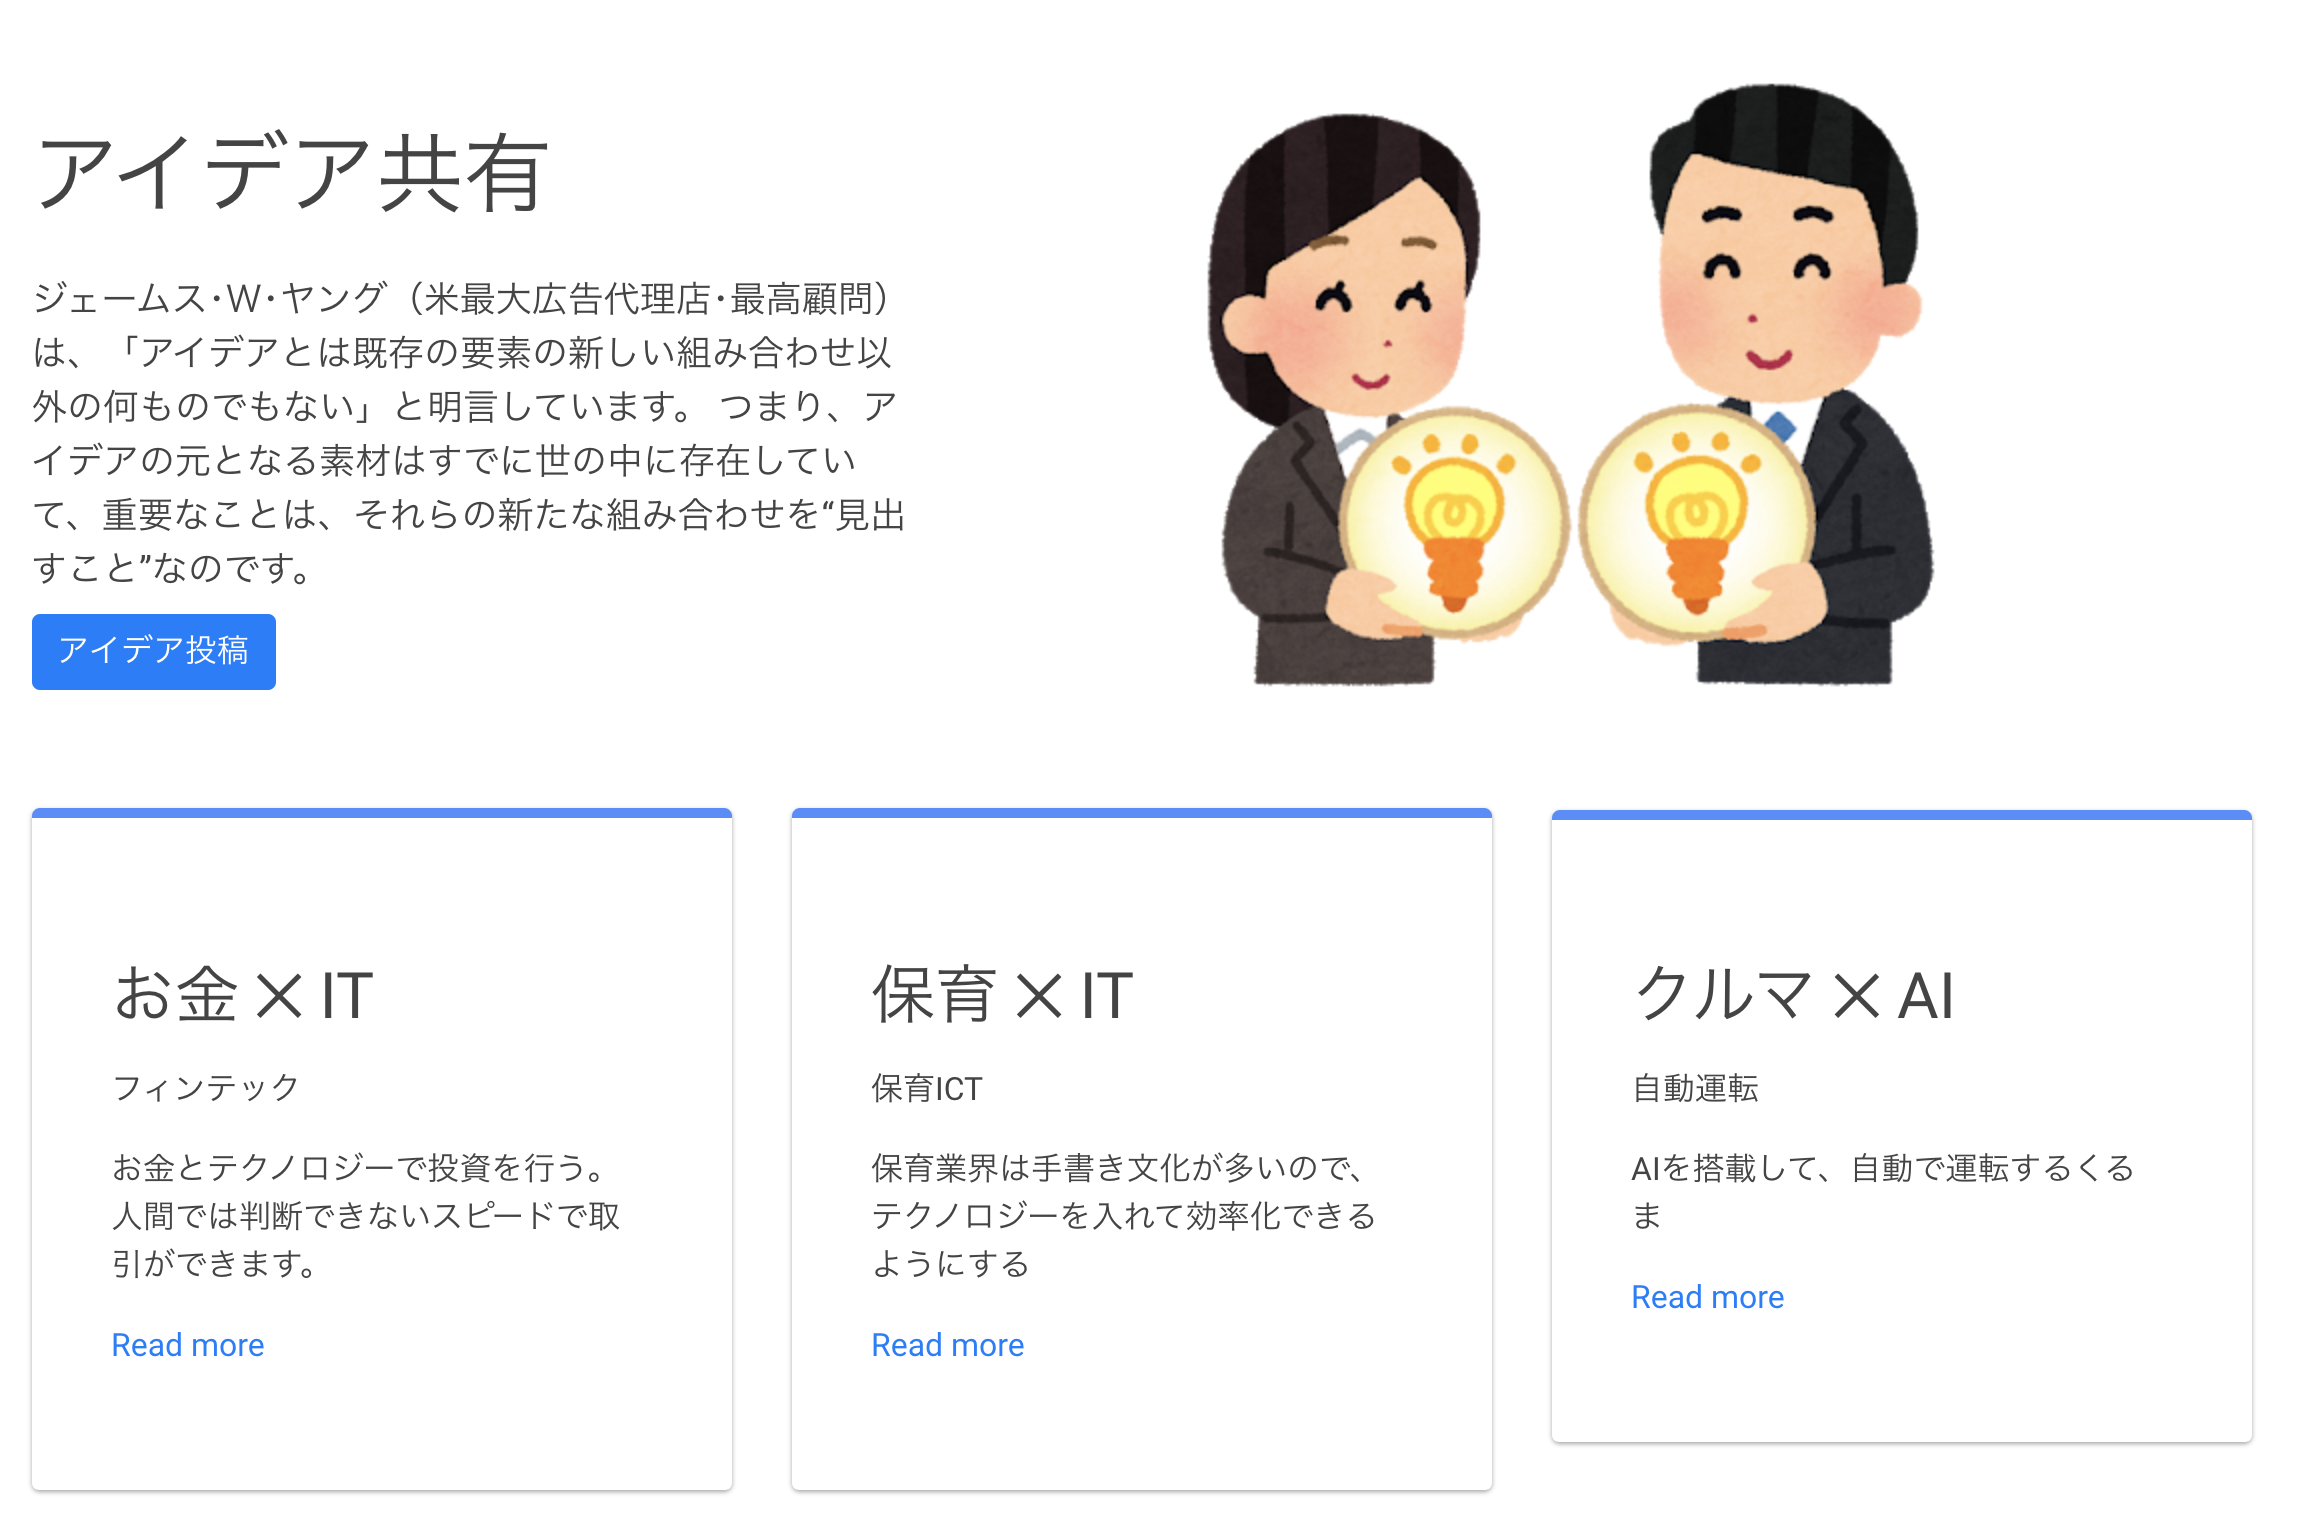 アイデア共有
ジェームス･W･ヤング（米最大広告代理店･最高顧問）
は、「アイデアとは既存の要素の新しい組み合わせ以
外の何ものでもない」と明言しています。 つまり、ア
イデアの元となる素材はすでに世の中に存在してい
て、重要なことは、それらの新たな組み合わせを“見出
すこと”なのです。
アイデア投稿
お金 × IT
フィンテック
お金とテクノロジーで投資を行う。
人間では判断できないスピードで取
引ができます。
Read more
保育 × IT
保育ICT
保育業界は手書き文化が多いので、
テクノロジーを入れて効率化できる
ようにする
Read more
クルマ × AI
自動運転
AIを搭載して、自動で運転するくる
ま
Read more